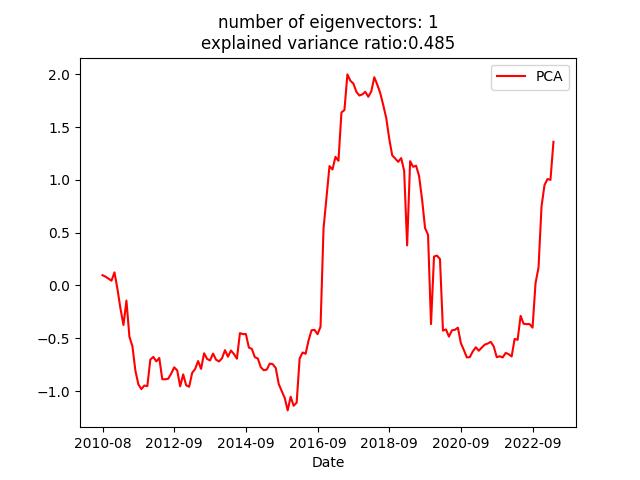 number of eigenvectors: 1
explained variance ratio:0.485
PCA
2.0
1.5
1.0
0.5
0.0
−0.5
−1.0
2010-08 2012-09 2014-09 2016-09 2018-09 2020-09 2022-09
Date